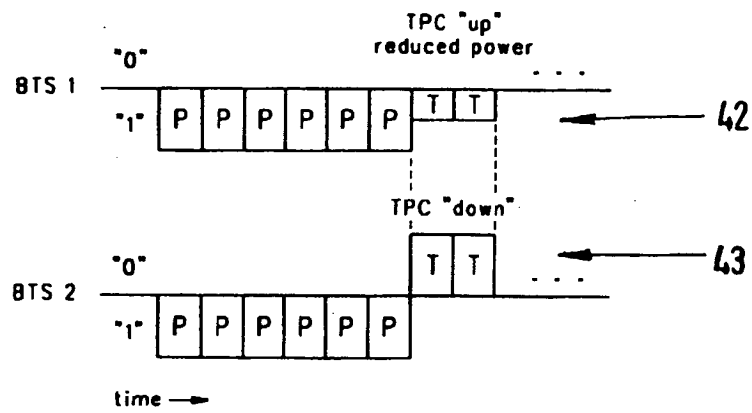 TPC "up"
reduced power
"0"
. . .
BTS 1
"1" P P P P P P T T
42
TPC "down"
"0" T T
43
. . .
BTS 2
"1" P P P P P P
time